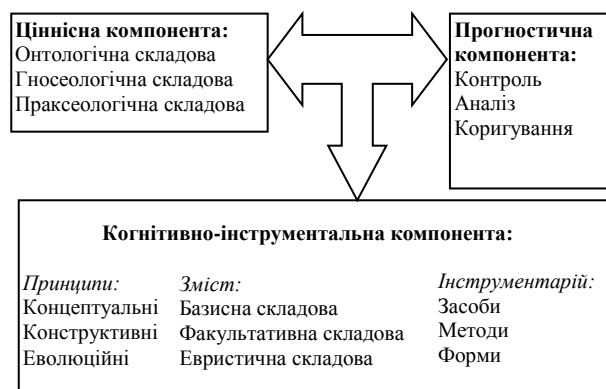 Ціннісна компонента:
Онтологічна складова
Гносеологічна складова
Праксеологічна складова
Прогностична
компонента:
Контроль
Аналіз
Коригування
Когнітивно-інструментальна компонента:
Принципи:
Концептуальні
Конструктивні
Еволюційні
Зміст:
Базисна складова
Факультативна складова
Евристична складова
Інструментарій:
Засоби
Методи
Форми